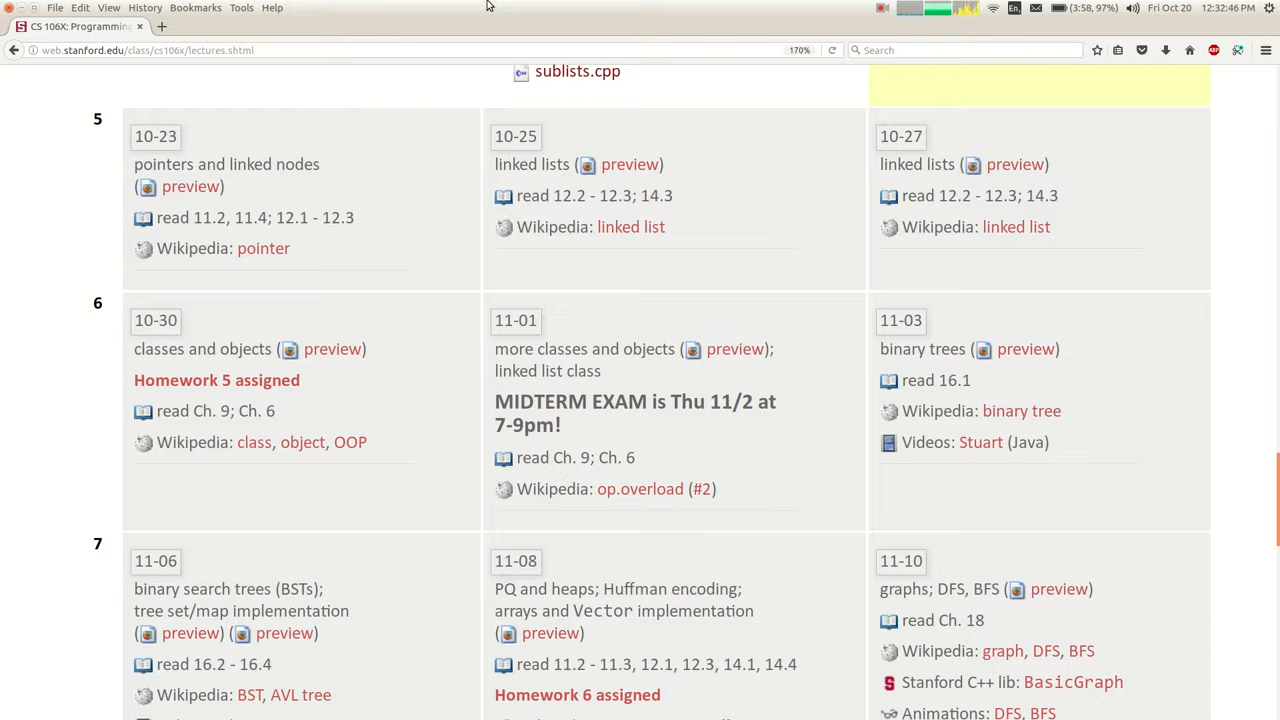 File Edit View History Bookmarks Tools Help
En (3:58, 97%) Fri Oct 20 12:32:46
CS 106X: Programming
web.stanford.edu/class/cs106x/lectures.shtml 170% Search ABP
sublists.cpp
5
10-23
pointers and linked nodes
(preview)
read 11.2, 11.4; 12.1 - 12.3
Wikipedia: pointer
10-25
linked lists (preview)
read 12.2 - 12.3; 14.3
Wikipedia: linked list
10-27
linked lists (preview)
read 12.2 - 12.3; 14.3
Wikipedia: linked list
6
10-30
classes and objects (preview)
Homework 5 assigned
read Ch. 9; Ch. 6
Wikipedia: class, object, OOP
11-01
more classes and objects (preview);
linked list class
MIDTERM EXAM is Thu 11/2 at
7-9pm!
read Ch. 9; Ch. 6
Wikipedia: op.overload (#2)
11-03
binary trees (preview)
read 16.1
Wikipedia: binary tree
Videos: Stuart (Java)
7
11-06
binary search trees (BSTs);
tree set/map implementation
(preview) (preview)
read 16.2 - 16.4
Wikipedia: BST, AVL tree
11-08
PQ and heaps; Huffman encoding;
arrays and Vector implementation
(preview)
read 11.2 - 11.3, 12.1, 12.3, 14.1, 14.4
Homework 6 assigned
11-10
graphs; DFS, BFS (preview)
read Ch. 18
Wikipedia: graph, DFS, BFS
Stanford C++ lib: BasicGraph
Animations: DFS, BFS